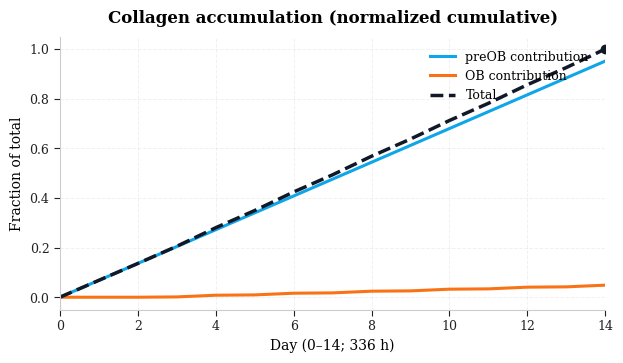 Collagen accumulation (normalized cumulative)
preOB contribution
OB contribution
Total
Fraction of total
1.0
0.8
0.6
0.4
0.2
0.0
0 2 4 6 8 10 12 14
Day (0–14; 336 h)